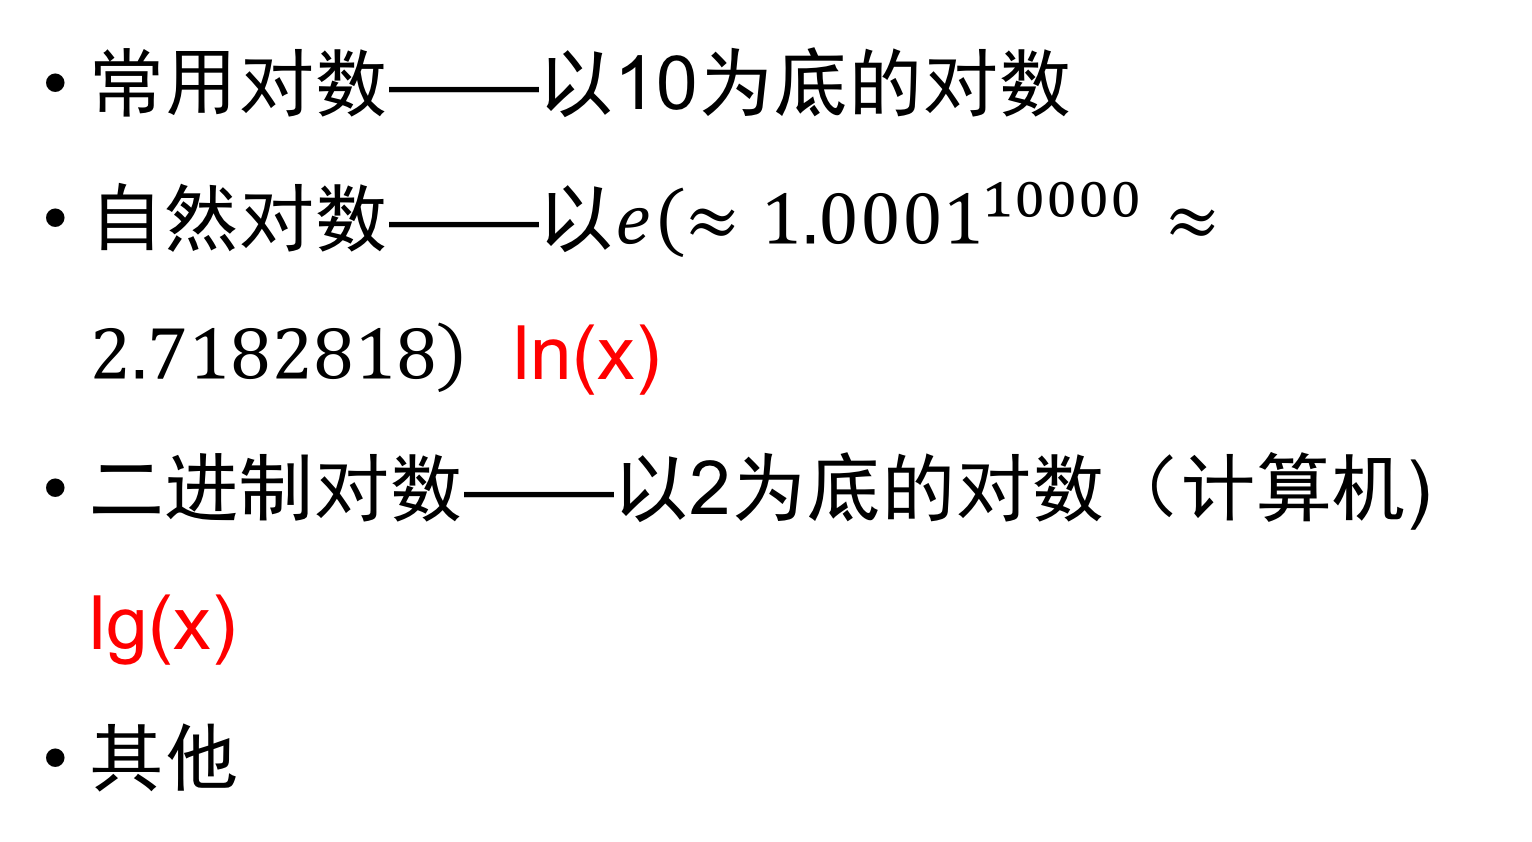 • 常用对数——以10为底的对数
• 自然对数——以e(≈ 1.0001^10000 ≈
2.7182818) ln(x)
• 二进制对数——以2为底的对数（计算机)
lg(x)
• 其他